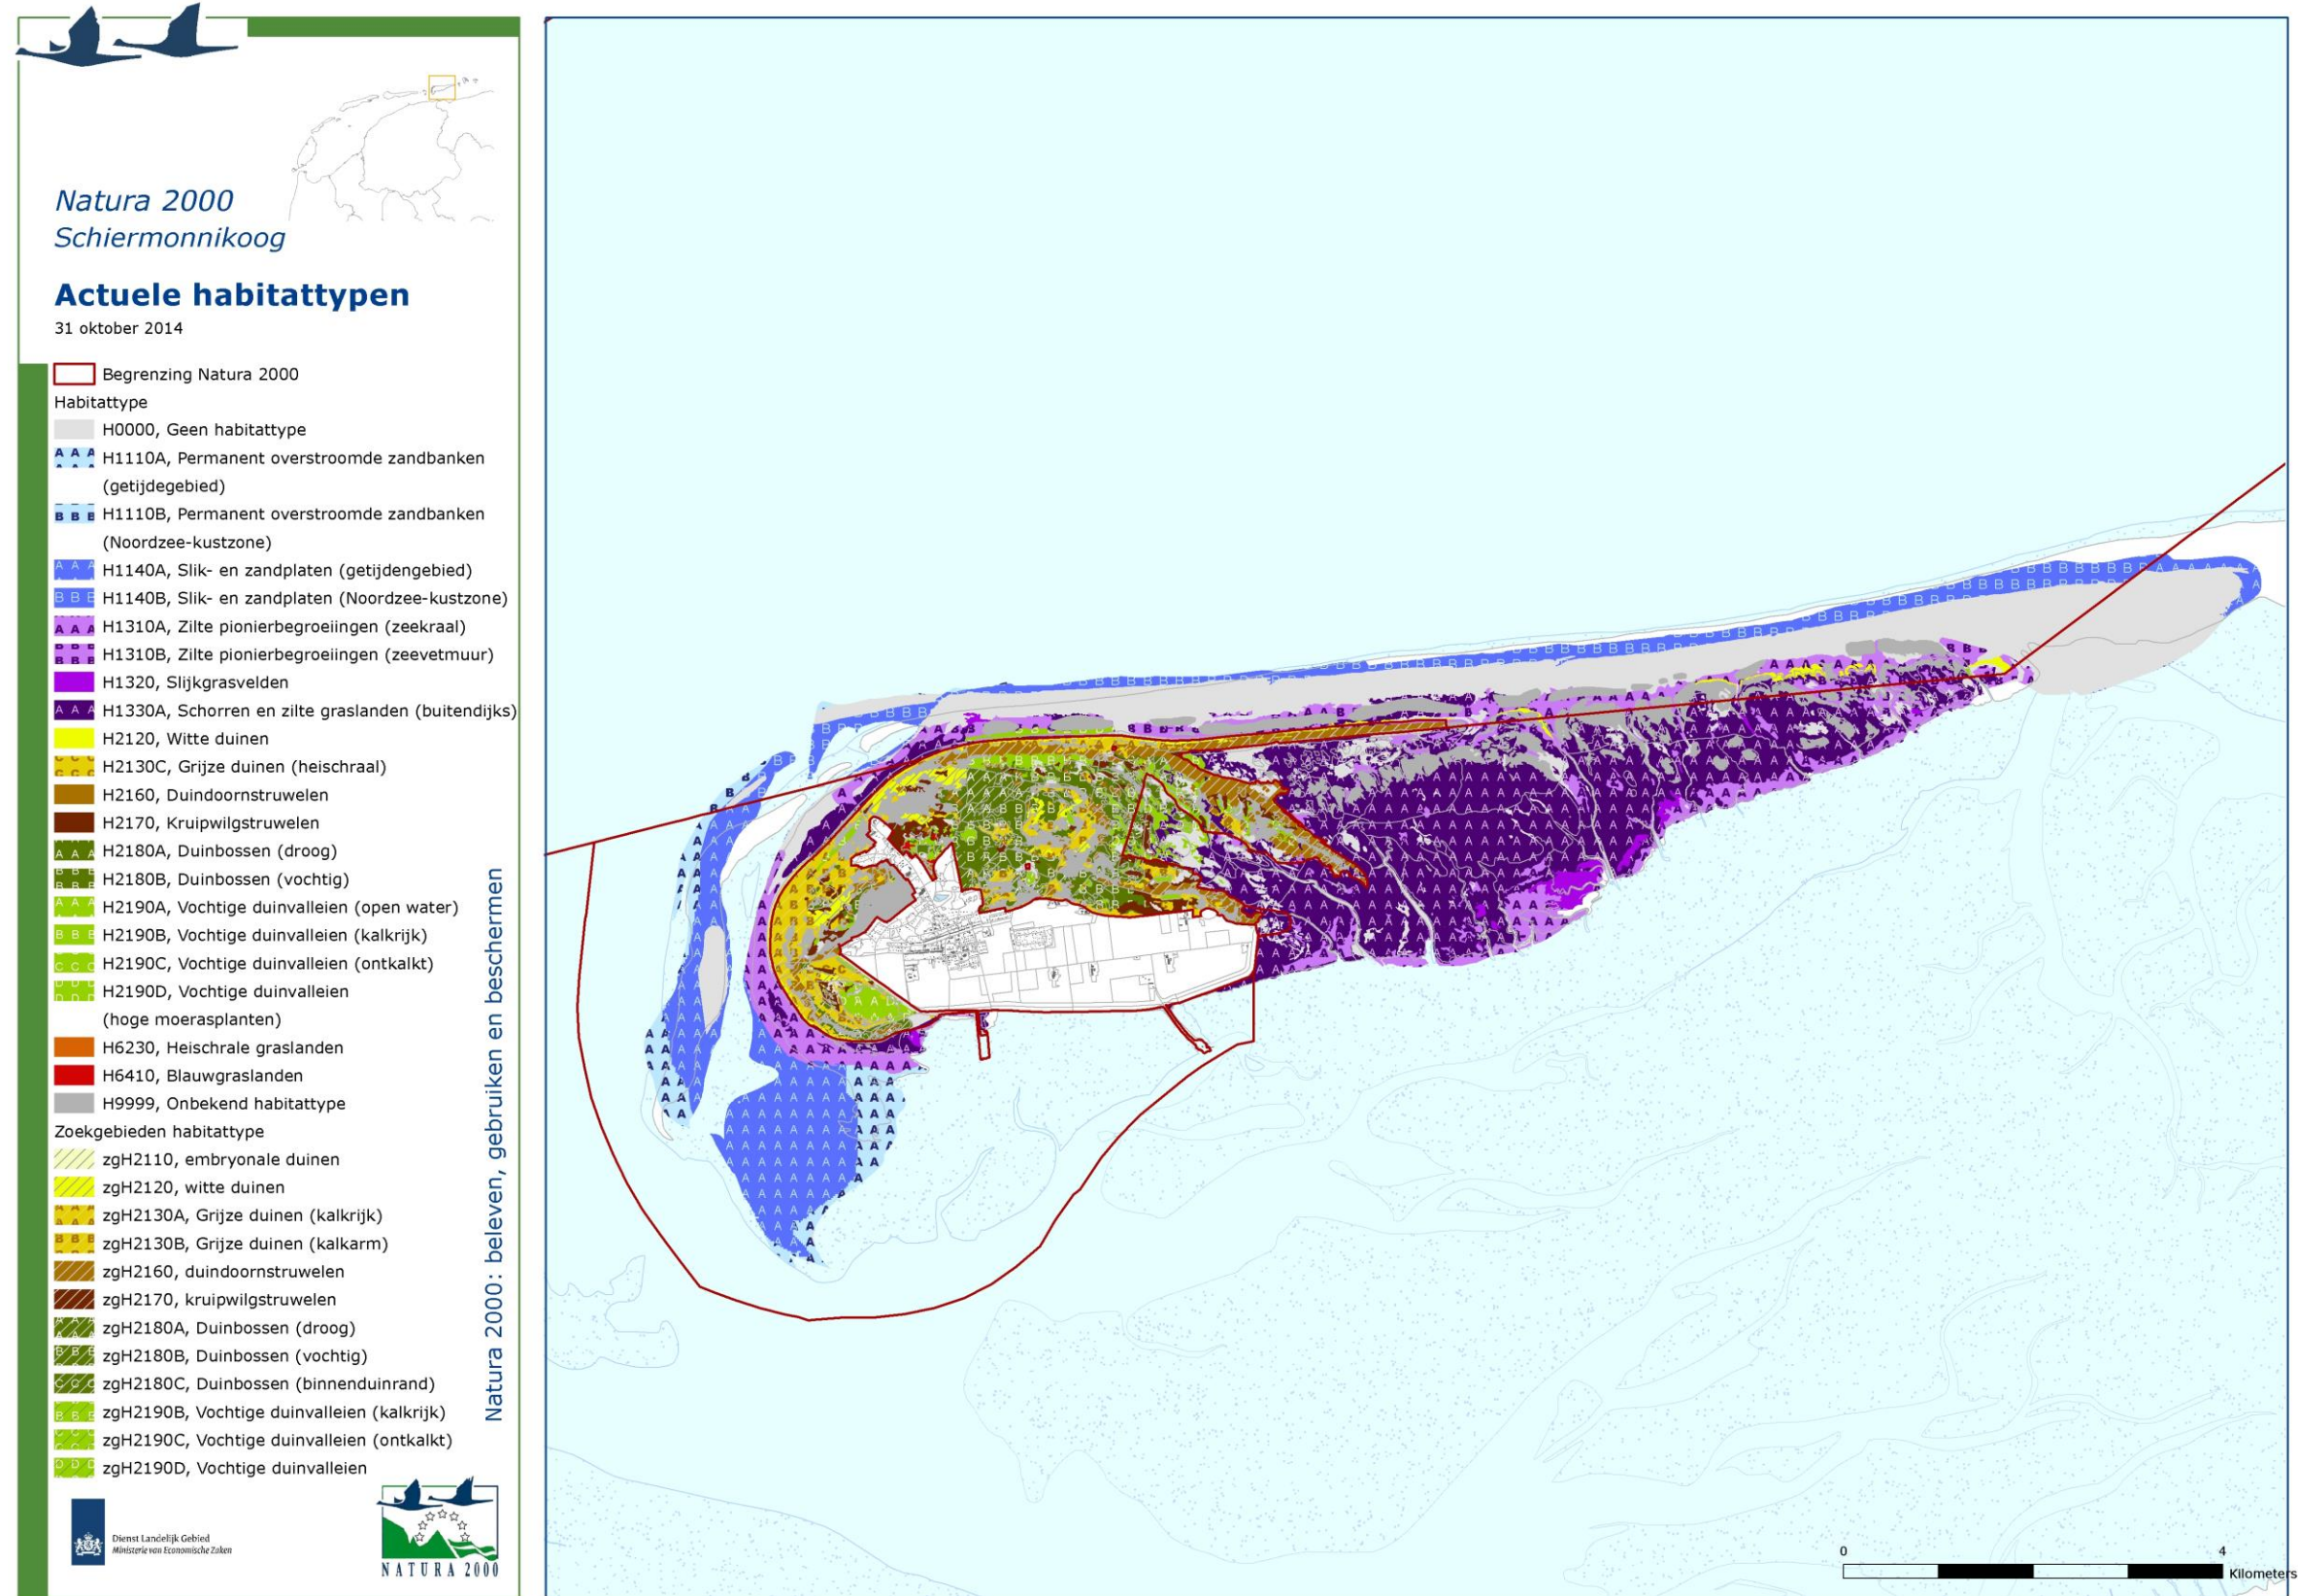 Natura 2000
Schiermonnikoog
Actuele habitattypen
31 oktober 2014
Begrenzing Natura 2000
Habitattype
H0000, Geen habitattype
A A A H1110A, Permanent overstroomde zandbanken
(getijdegebied)
B B B H1110B, Permanent overstroomde zandbanken
(Noordzee-kustzone)
A A A H1140A, Slik- en zandplaten (getijdengebied)
B B B H1140B, Slik- en zandplaten (Noordzee-kustzone)
A A A H1310A, Zilte pionierbegroeiingen (zeekraal)
B B B H1310B, Zilte pionierbegroeiingen (zeevetmuur)
H1320, Slijkgrasvelden
A A A H1330A, Schorren en zilte graslanden (buitendijks)
H2120, Witte duinen
C C C H2130C, Grijze duinen (heischraal)
H2160, Duindoornstruwelen
H2170, Kruipwilgstruwelen
A A A H2180A, Duinbossen (droog)
B B B H2180B, Duinbossen (vochtig)
A A A H2190A, Vochtige duinvalleien (open water)
B B B H2190B, Vochtige duinvalleien (kalkrijk)
C C C H2190C, Vochtige duinvalleien (ontkalkt)
D D D H2190D, Vochtige duinvalleien
(hoge moerasplanten)
H6230, Heischrale graslanden
H6410, Blauwgraslanden
H9999, Onbekend habitattype
Zoekgebieden habitattype
zgH2110, embryonale duinen
zgH2120, witte duinen
A A A zgH2130A, Grijze duinen (kalkrijk)
B B B zgH2130B, Grijze duinen (kalkarm)
zgH2160, duindoornstruwelen
zgH2170, kruipwilgstruwelen
A A A zgH2180A, Duinbossen (droog)
B B B zgH2180B, Duinbossen (vochtig)
C C C zgH2180C, Duinbossen (binnenduinrand)
B B B zgH2190B, Vochtige duinvalleien (kalkrijk)
C C C zgH2190C, Vochtige duinvalleien (ontkalkt)
D D D zgH2190D, Vochtige duinvalleien
Natura 2000: beleven, gebruiken en beschermen
Dienst Landelijk Gebied
Ministerie van Economische Zaken
NATURA 2000
0 4
Kilometers